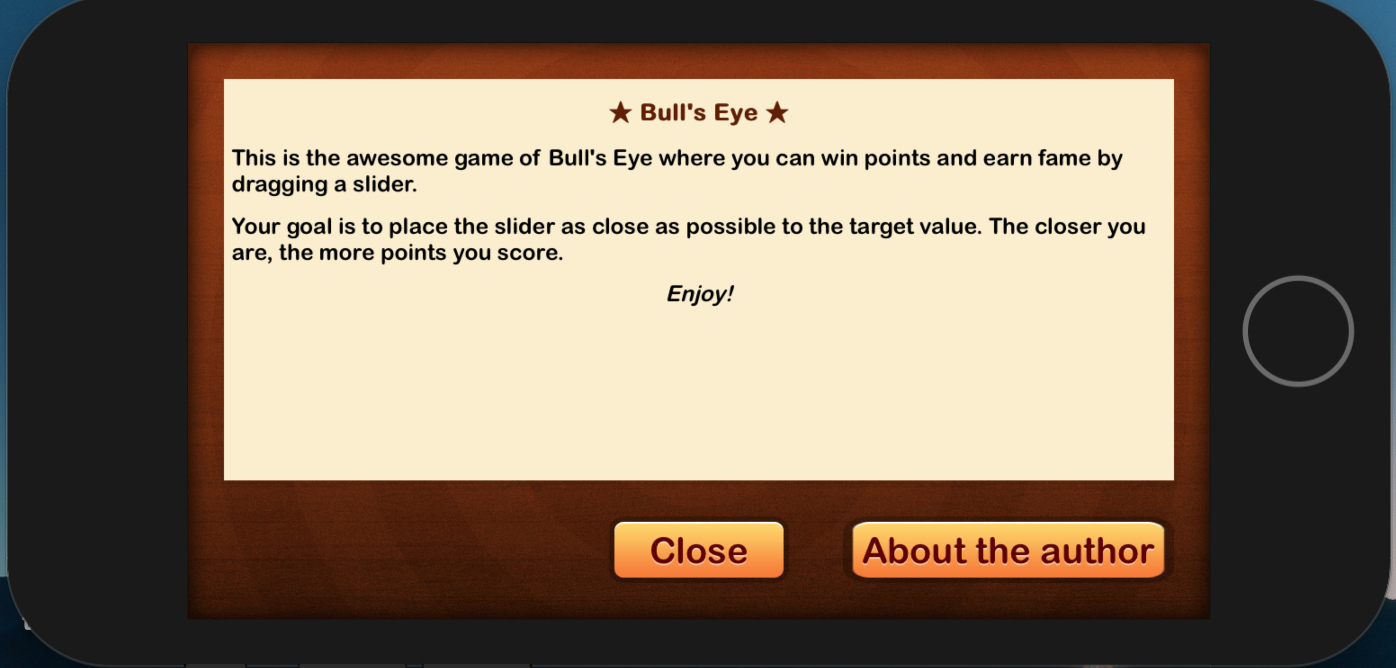 ★ Bull's Eye ★
This is the awesome game of Bull's Eye where you can win points and earn fame by
dragging a slider.
Your goal is to place the slider as close as possible to the target value. The closer you
are, the more points you score.
Enjoy!
Close
About the author